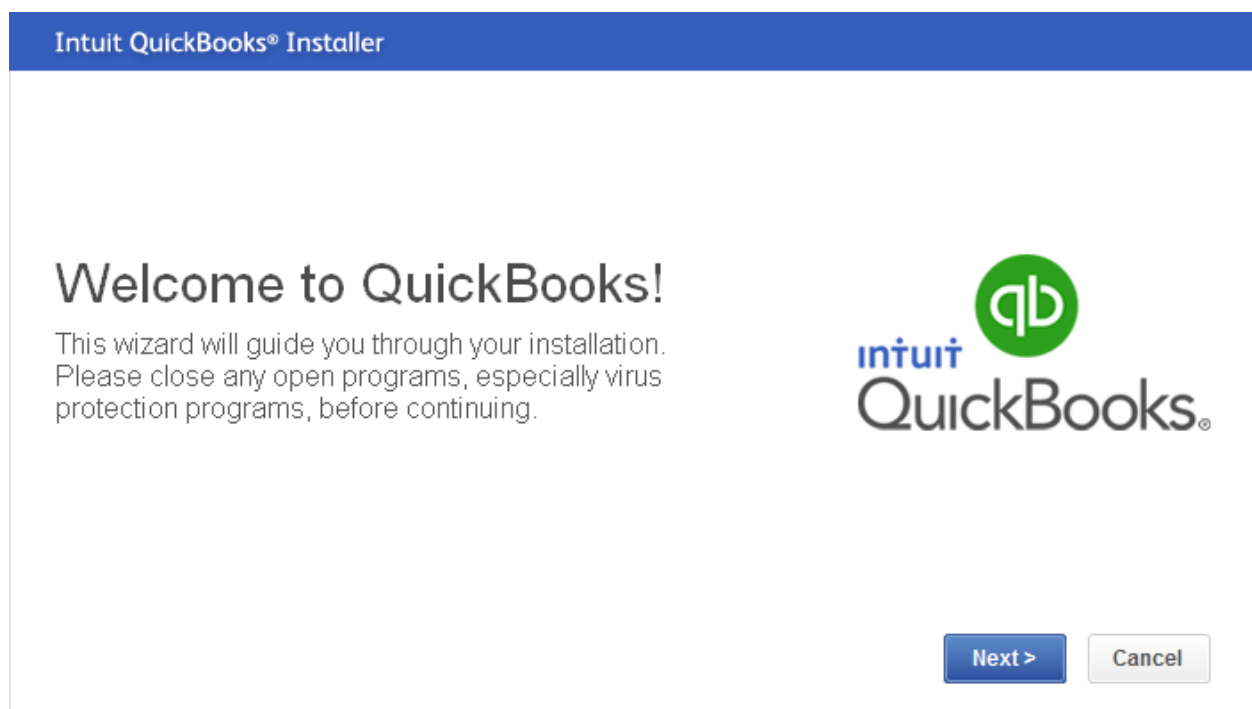 Intuit QuickBooks® Installer
Welcome to QuickBooks!
This wizard will guide you through your installation.
Please close any open programs, especially virus
protection programs, before continuing.
qb
intuit
QuickBooks®
Next >
Cancel